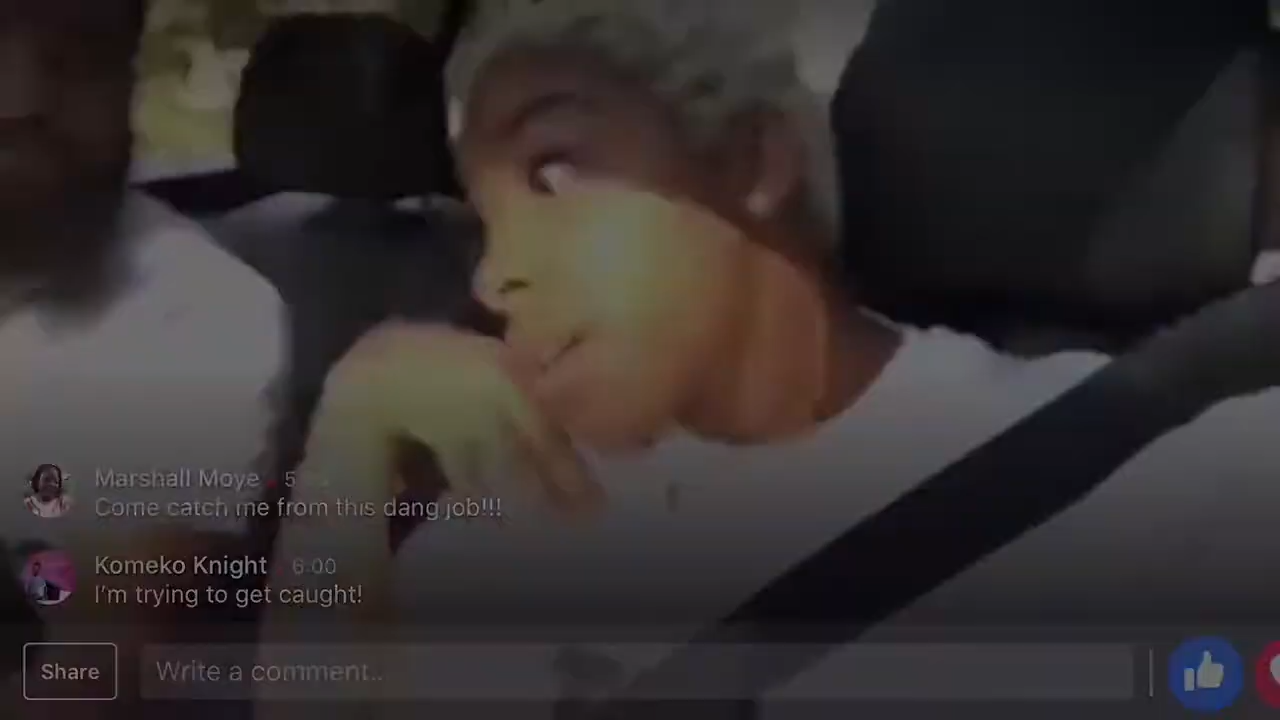 Marshall Moye 5
Come catch me from this dang job!!!
Komeko Knight 6:00
I'm trying to get caught!
Share
Write a comment...